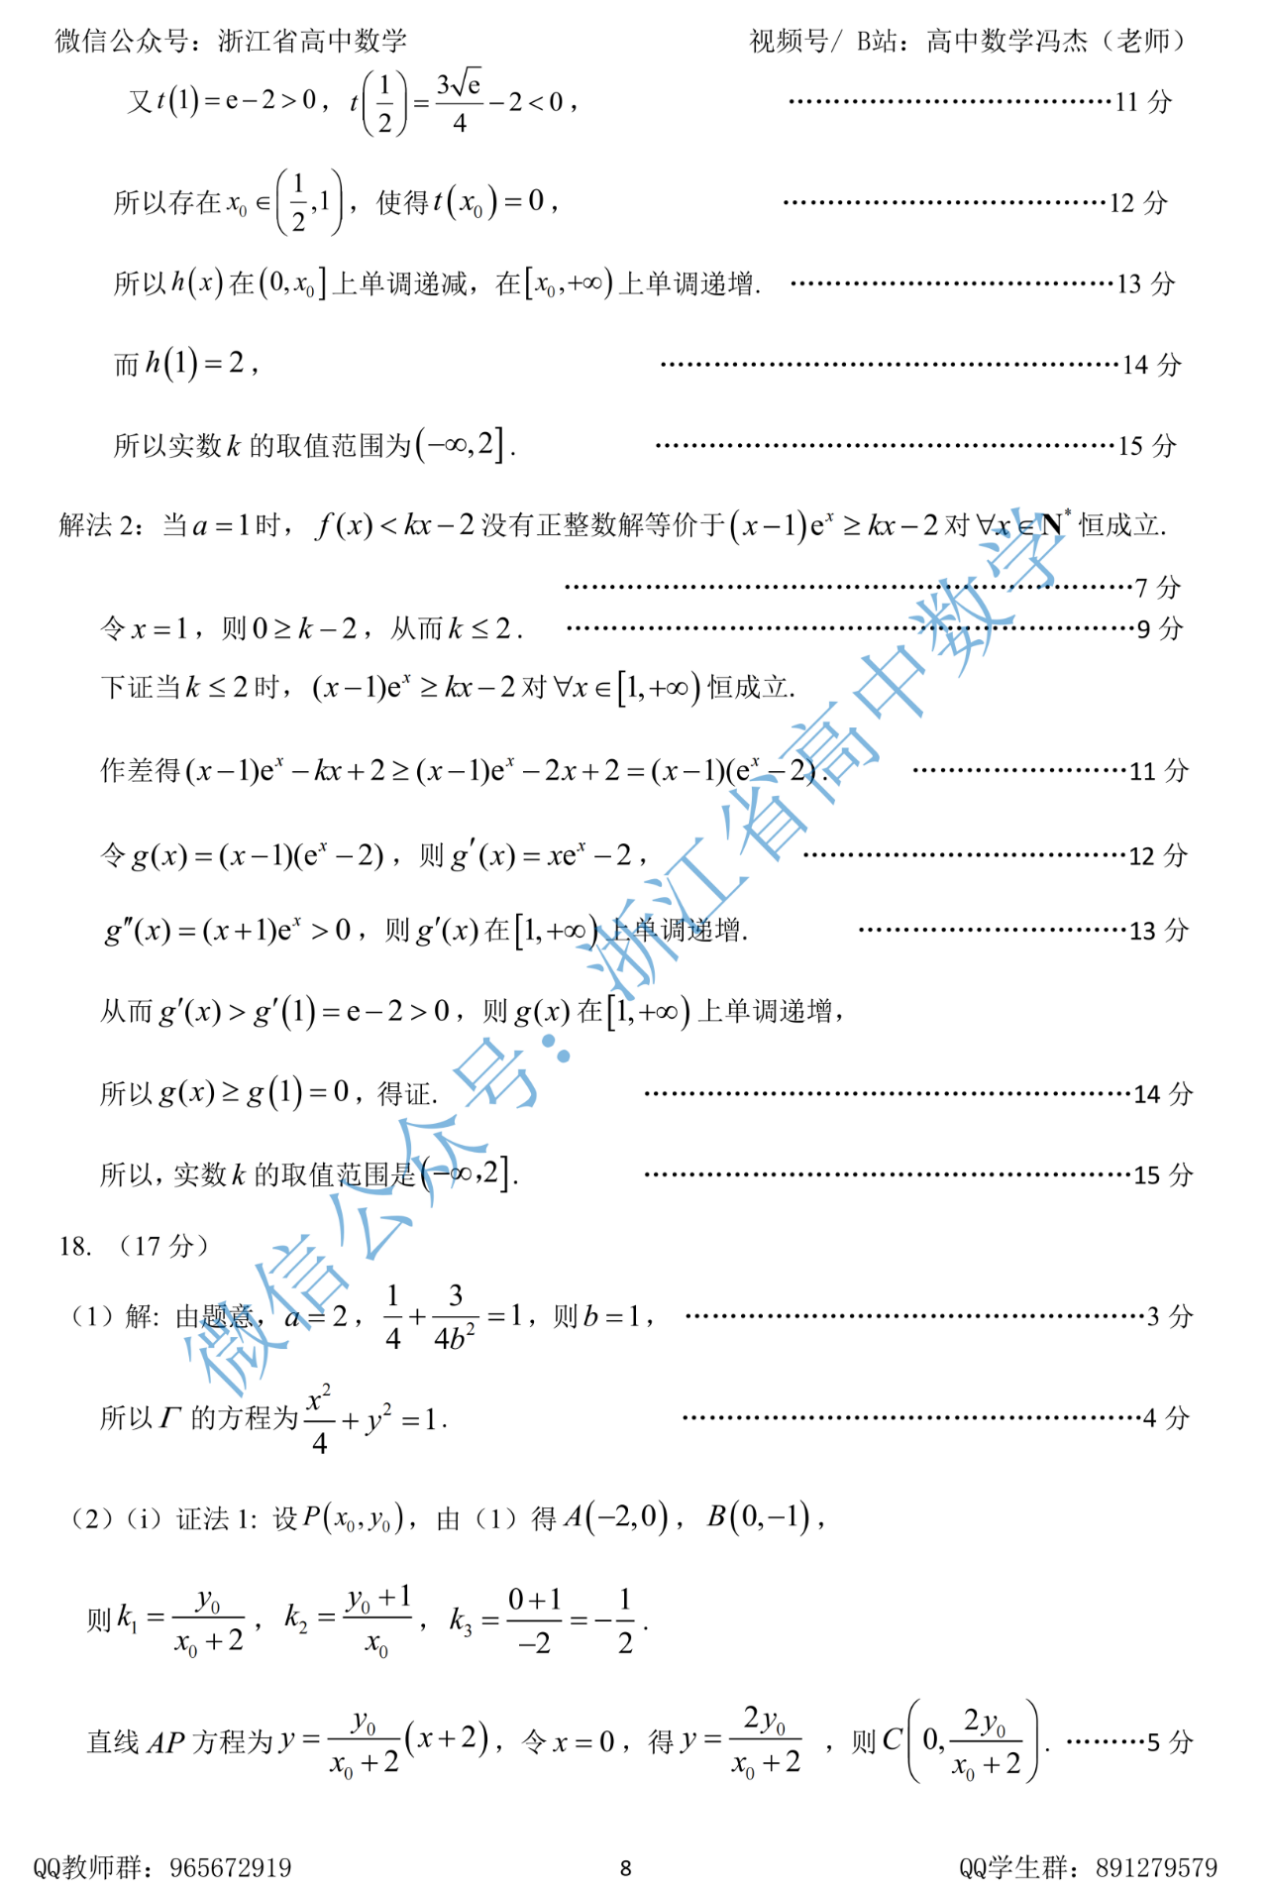 微信公众号：浙江省高中数学 视频号/ B站：高中数学冯杰（老师）
又 t(1) = e − 2 > 0，t(1/2) = 3√e/4 − 2 < 0， ····································11 分
所以存在 x₀ ∈ (1/2, 1)，使得 t(x₀) = 0， ····································12 分
所以 h(x) 在 (0, x₀] 上单调递减，在 [x₀, +∞) 上单调递增. ····································13 分
而 h(1) = 2， ···················································14 分
所以实数 k 的取值范围为 (−∞, 2]. ···················································15 分
解法 2：当 a = 1 时，f(x) < kx − 2 没有正整数解等价于 (x − 1)eˣ ≥ kx − 2 对 ∀x ∈ N* 恒成立.
·······························································7 分
令 x = 1，则 0 ≥ k − 2，从而 k ≤ 2. ·······························································9 分
下证当 k ≤ 2 时，(x − 1)eˣ ≥ kx − 2 对 ∀x ∈ [1, +∞) 恒成立.
作差得 (x − 1)eˣ − kx + 2 ≥ (x − 1)eˣ − 2x + 2 = (x − 1)(eˣ − 2). ························11 分
令 g(x) = (x − 1)(eˣ − 2)，则 g′(x) = xeˣ − 2， ····································12 分
g″(x) = (x + 1)eˣ > 0，则 g′(x) 在 [1, +∞) 上单调递增. ······························13 分
从而 g′(x) > g′(1) = e − 2 > 0，则 g(x) 在 [1, +∞) 上单调递增，
所以 g(x) ≥ g(1) = 0，得证. ······················································14 分
所以，实数 k 的取值范围是 (−∞,2]. ······················································15 分
18. （17 分）
（1）解: 由题意，a = 2，1/4 + 3/(4b²) = 1，则 b = 1， ···················································3 分
所以 Γ 的方程为 x²/4 + y² = 1. ···················································4 分
（2）（i）证法 1: 设 P(x₀, y₀)，由（1）得 A(−2,0)，B(0,−1)，
则 k₁ = y₀/(x₀ + 2)，k₂ = (y₀ + 1)/x₀，k₃ = (0 + 1)/(−2) = −1/2.
直线 AP 方程为 y = y₀/(x₀ + 2) (x + 2)，令 x = 0，得 y = 2y₀/(x₀ + 2)，则 C(0, 2y₀/(x₀ + 2)). ·········5 分
微信公众号：浙江省高中数学
QQ教师群：965672919 8 QQ学生群：891279579